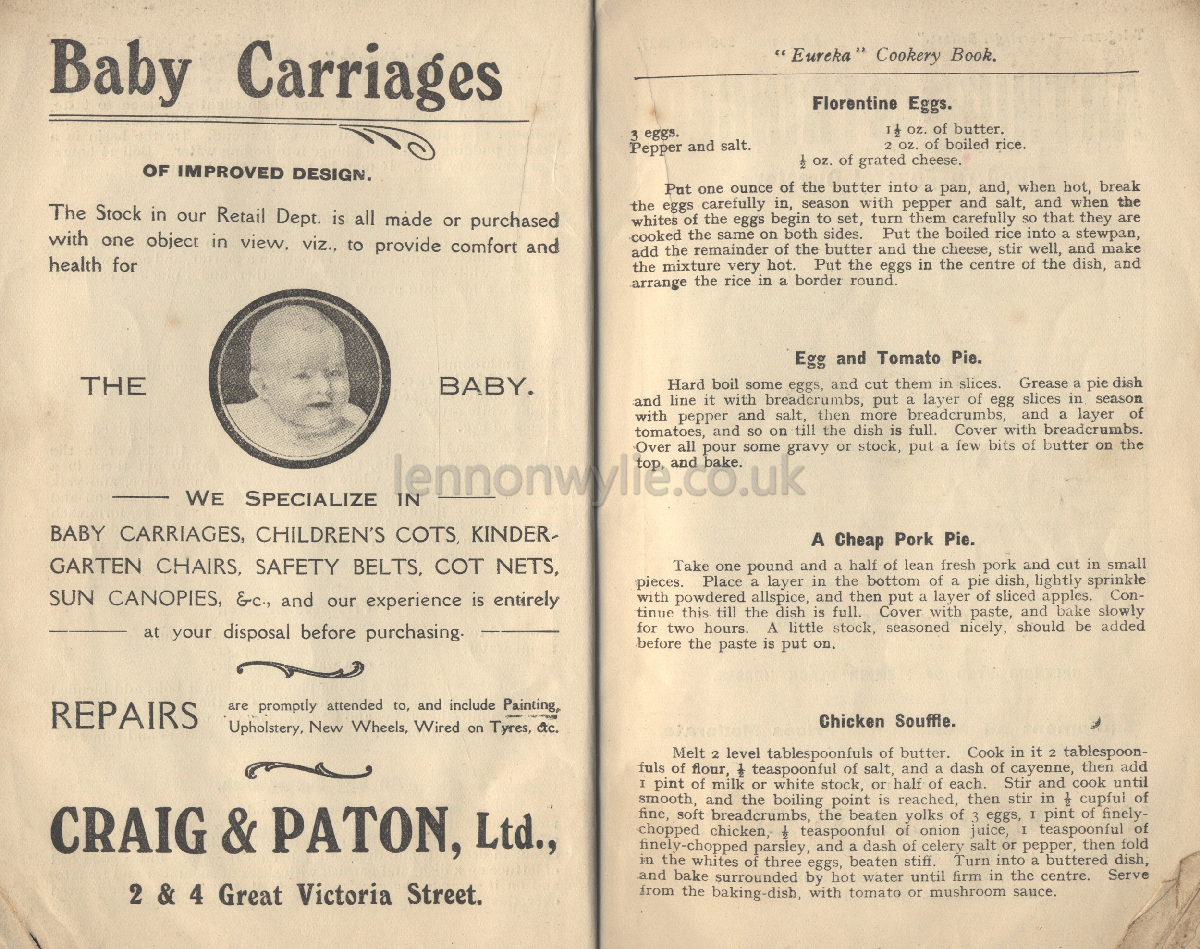 Baby Carriages
OF IMPROVED DESIGN.
The Stock in our Retail Dept. is all made or purchased
with one object in view, viz., to provide comfort and
health for
THE BABY.
WE SPECIALIZE IN
BABY CARRIAGES, CHILDREN'S COTS, KINDER-
GARTEN CHAIRS, SAFETY BELTS, COT NETS,
SUN CANOPIES, &c., and our experience is entirely
at your disposal before purchasing.
REPAIRS are promptly attended to, and include Painting,
Upholstery, New Wheels, Wired on Tyres, &c.
CRAIG & PATON, Ltd.,
2 & 4 Great Victoria Street.
"Eureka" Cookery Book.
Florentine Eggs.
3 eggs. 1½ oz. of butter.
Pepper and salt. 2 oz. of boiled rice.
½ oz. of grated cheese.
Put one ounce of the butter into a pan, and, when hot, break
the eggs carefully in, season with pepper and salt, and when the
whites of the eggs begin to set, turn them carefully so that they are
cooked the same on both sides. Put the boiled rice into a stewpan,
add the remainder of the butter and the cheese, stir well, and make
the mixture very hot. Put the eggs in the centre of the dish, and
arrange the rice in a border round.
Egg and Tomato Pie.
Hard boil some eggs, and cut them in slices. Grease a pie dish
and line it with breadcrumbs, put a layer of egg slices in, season
with pepper and salt, then more breadcrumbs, and a layer of
tomatoes, and so on till the dish is full. Cover with breadcrumbs.
Over all pour some gravy or stock, put a few bits of butter on the
top, and bake.
lennonwylie.co.uk
A Cheap Pork Pie.
Take one pound and a half of lean fresh pork and cut in small
pieces. Place a layer in the bottom of a pie dish, lightly sprinkle
with powdered allspice, and then put a layer of sliced apples. Con-
tinue this till the dish is full. Cover with paste, and bake slowly
for two hours. A little stock, seasoned nicely, should be added
before the paste is put on.
Chicken Souffle.
Melt 2 level tablespoonfuls of butter. Cook in it 2 tablespoon-
fuls of flour, ½ teaspoonful of salt, and a dash of cayenne, then add
1 pint of milk or white stock, or half of each. Stir and cook until
smooth, and the boiling point is reached, then stir in ½ cupful of
fine, soft breadcrumbs, the beaten yolks of 3 eggs, 1 pint of finely-
chopped chicken, ½ teaspoonful of onion juice, 1 teaspoonful of
finely-chopped parsley, and a dash of celery salt or pepper, then fold
in the whites of three eggs, beaten stiff. Turn into a buttered dish,
and bake surrounded by hot water until firm in the centre. Serve
from the baking-dish, with tomato or mushroom sauce.